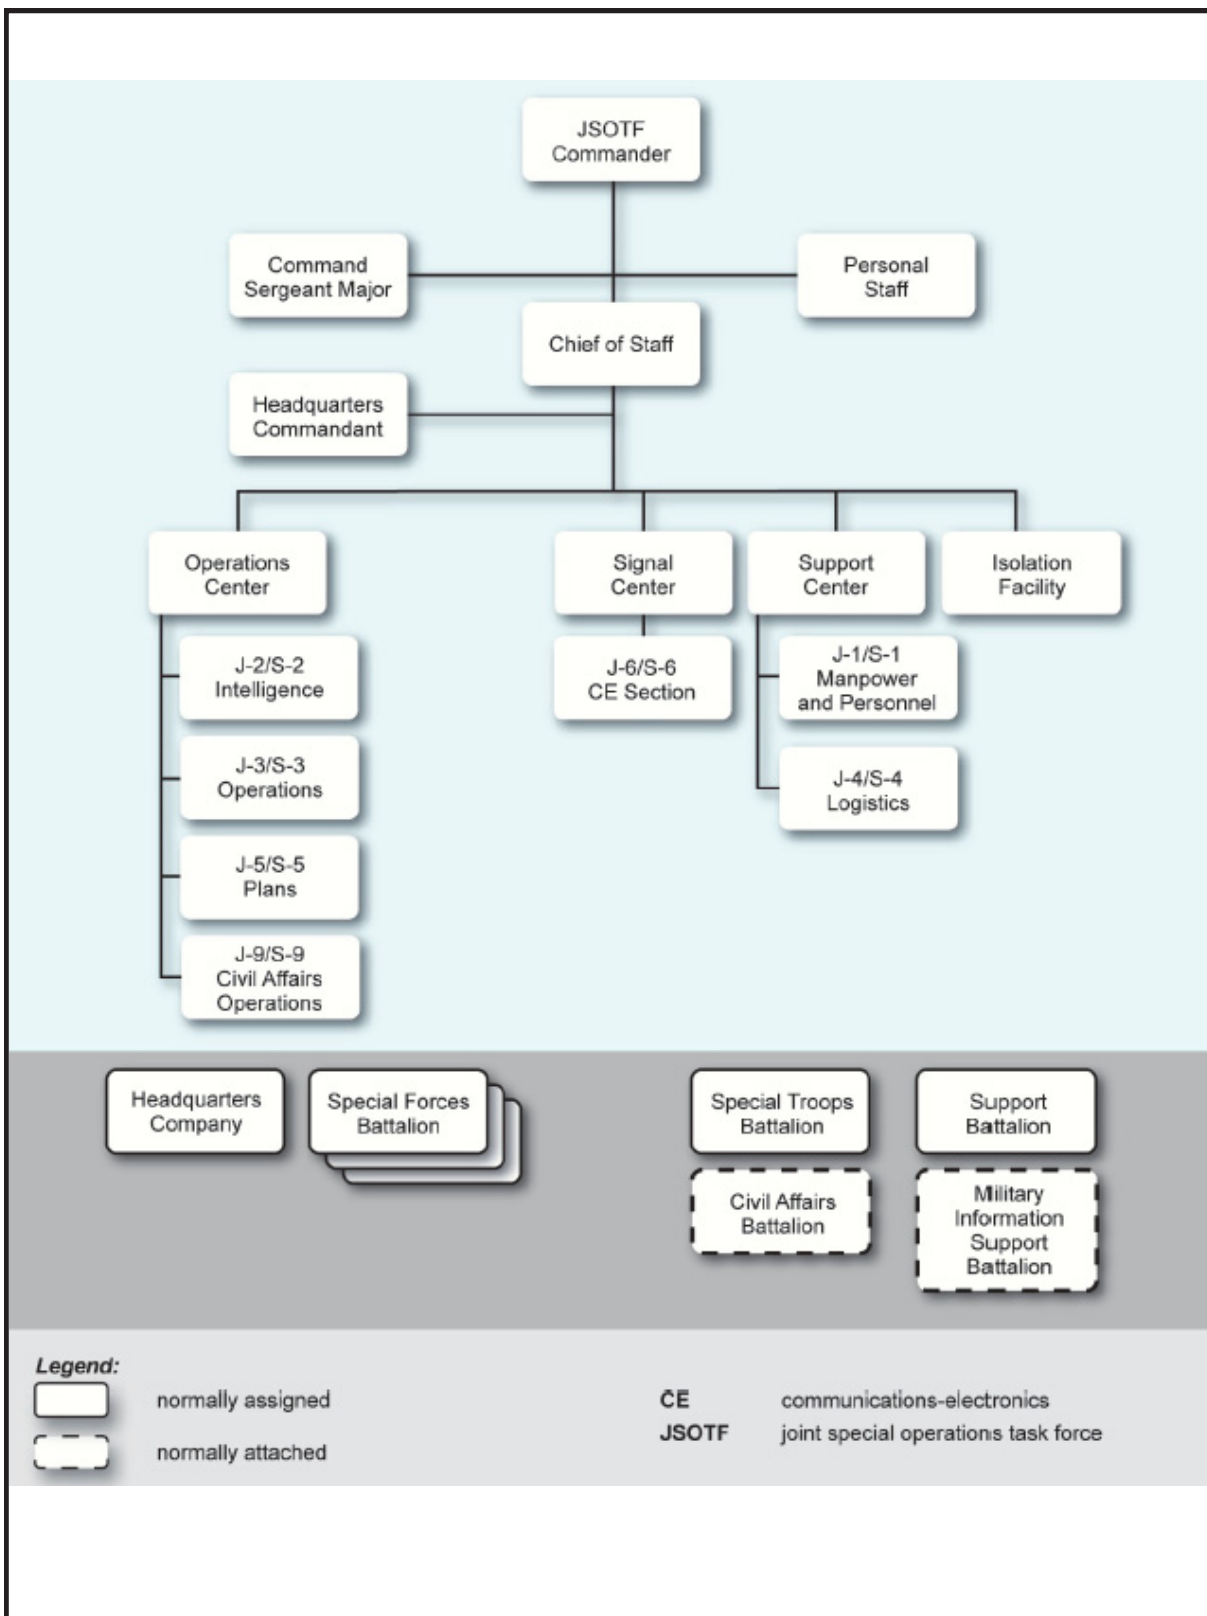 JSOTF
Commander
Command
Sergeant Major
Personal
Staff
Chief of Staff
Headquarters
Commandant
Operations
Center
Signal
Center
Support
Center
Isolation
Facility
J-2/S-2
Intelligence
J-6/S-6
CE Section
J-1/S-1
Manpower
and Personnel
J-3/S-3
Operations
J-4/S-4
Logistics
J-5/S-5
Plans
J-9/S-9
Civil Affairs
Operations
Headquarters
Company
Special Forces
Battalion
Special Troops
Battalion
Support
Battalion
Civil Affairs
Battalion
Military
Information
Support
Battalion
Legend:
normally assigned
normally attached
CE communications-electronics
JSOTF joint special operations task force